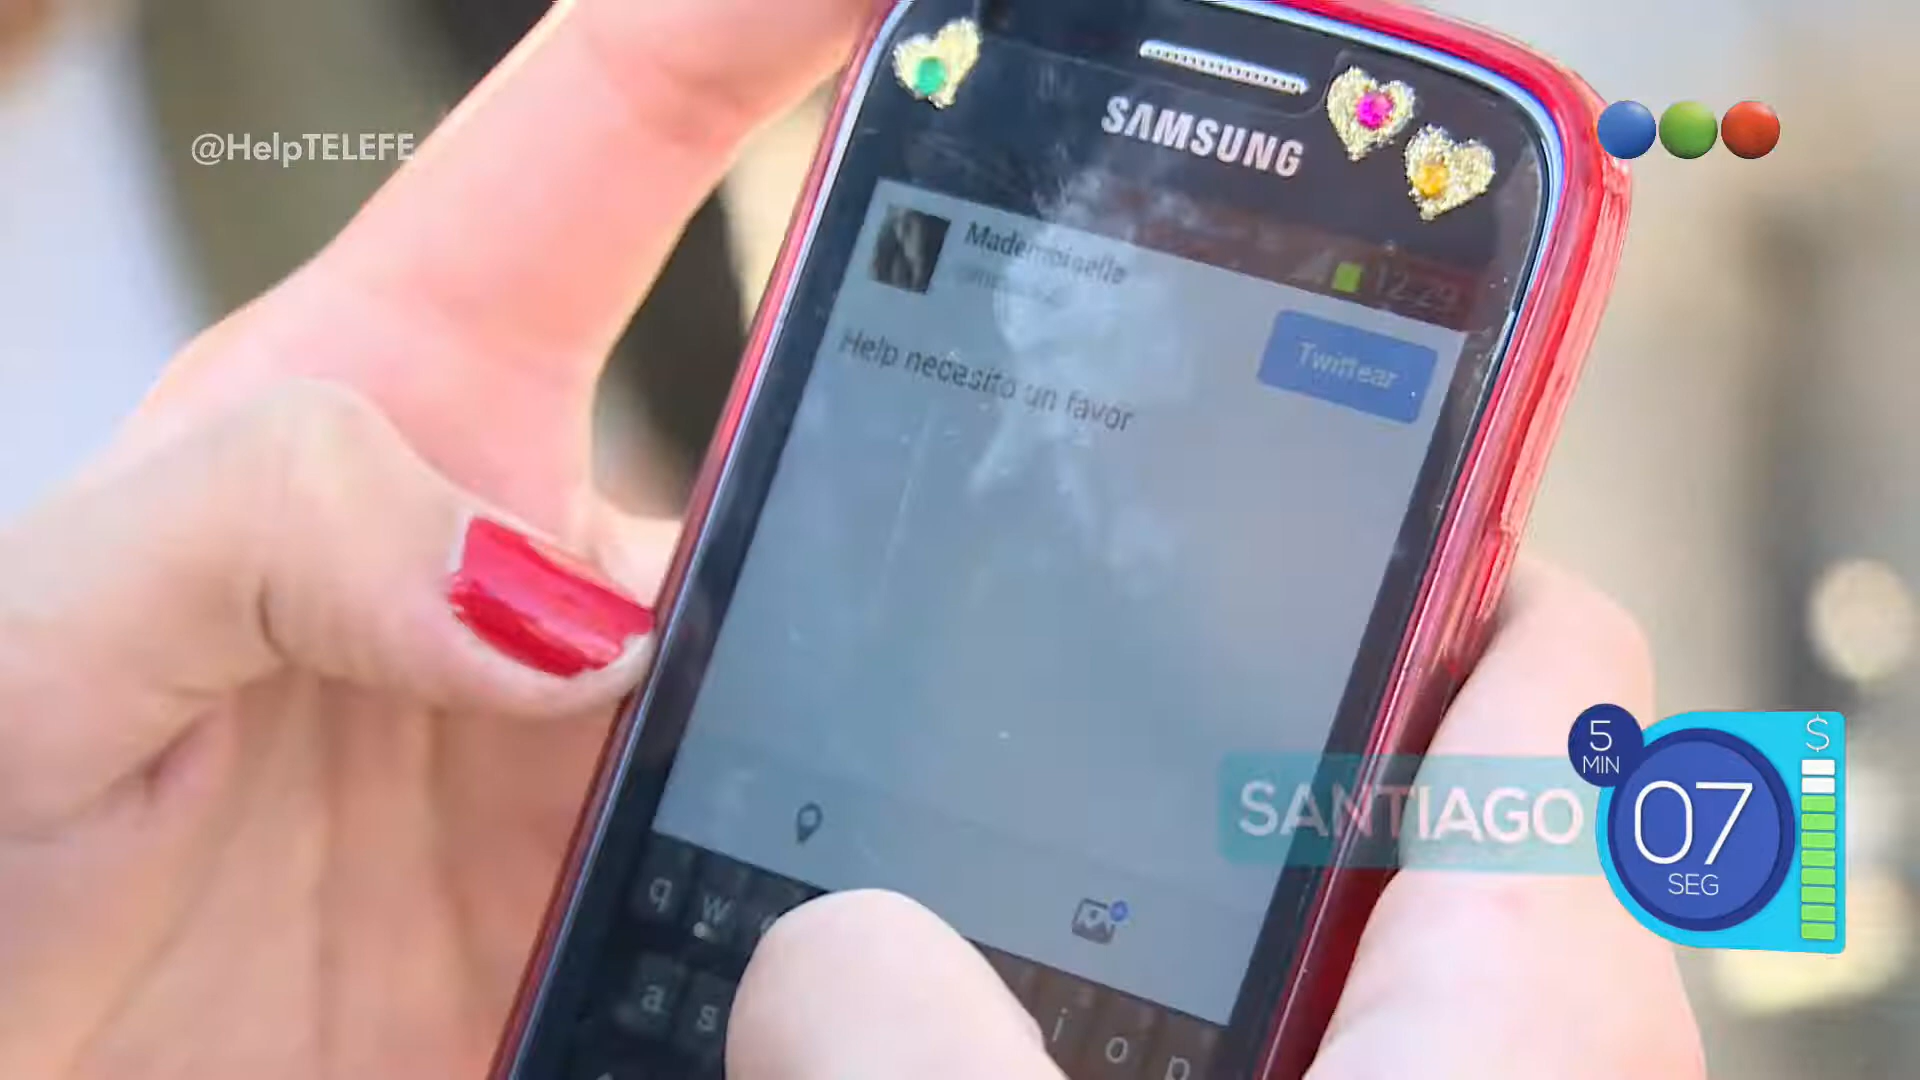 @HelpTELEFE
SAMSUNG
Mademoiselle
12:29
Twittear
Help necesito un favor
5
MIN
$
SANTIAGO
07
SEG
q w
a s
i o p